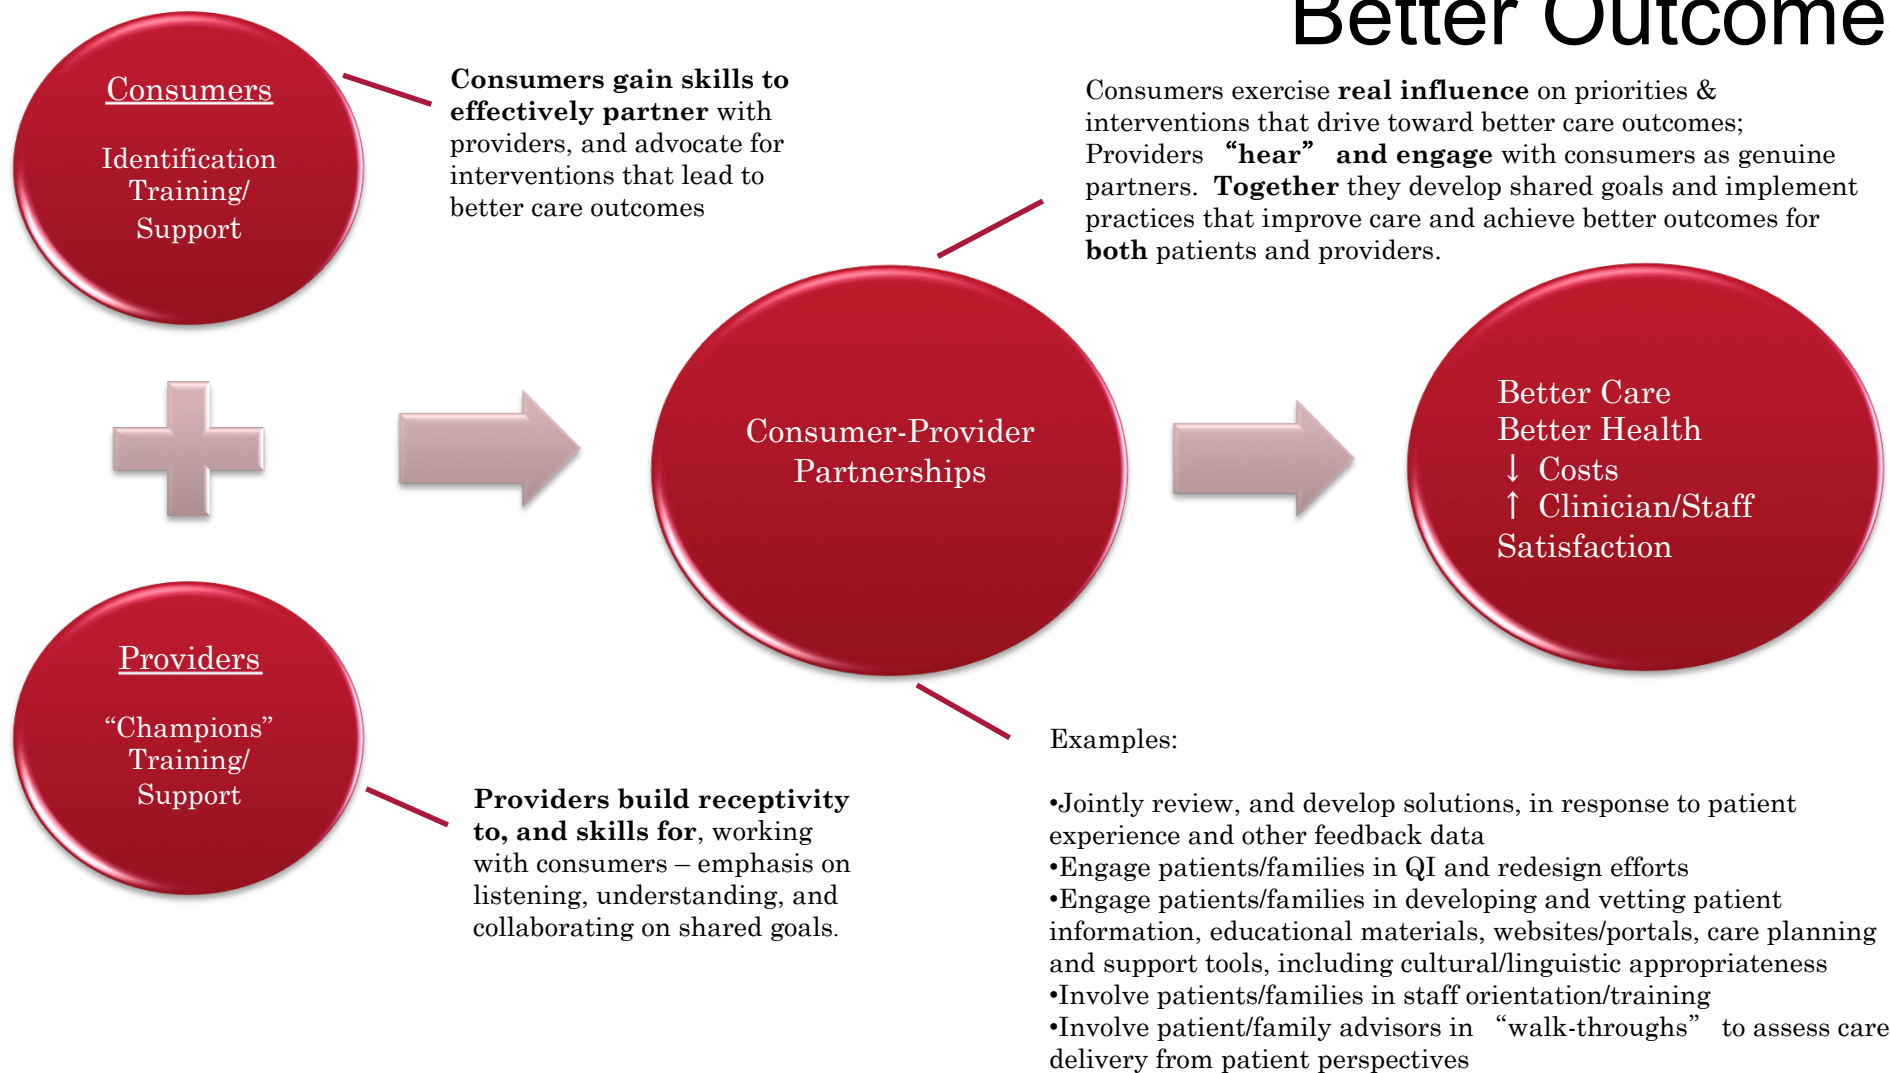 Better Outcome
Consumers
Identification
Training/
Support
Consumers gain skills to
effectively partner with
providers, and advocate for
interventions that lead to
better care outcomes
Consumers exercise real influence on priorities &
interventions that drive toward better care outcomes;
Providers “hear” and engage with consumers as genuine
partners. Together they develop shared goals and implement
practices that improve care and achieve better outcomes for
both patients and providers.
Consumer-Provider
Partnerships
Better Care
Better Health
↓ Costs
↑ Clinician/Staff
Satisfaction
Providers
“Champions”
Training/
Support
Providers build receptivity
to, and skills for, working
with consumers – emphasis on
listening, understanding, and
collaborating on shared goals.
Examples:
•Jointly review, and develop solutions, in response to patient
experience and other feedback data
•Engage patients/families in QI and redesign efforts
•Engage patients/families in developing and vetting patient
information, educational materials, websites/portals, care planning
and support tools, including cultural/linguistic appropriateness
•Involve patients/families in staff orientation/training
•Involve patient/family advisors in “walk-throughs” to assess care
delivery from patient perspectives